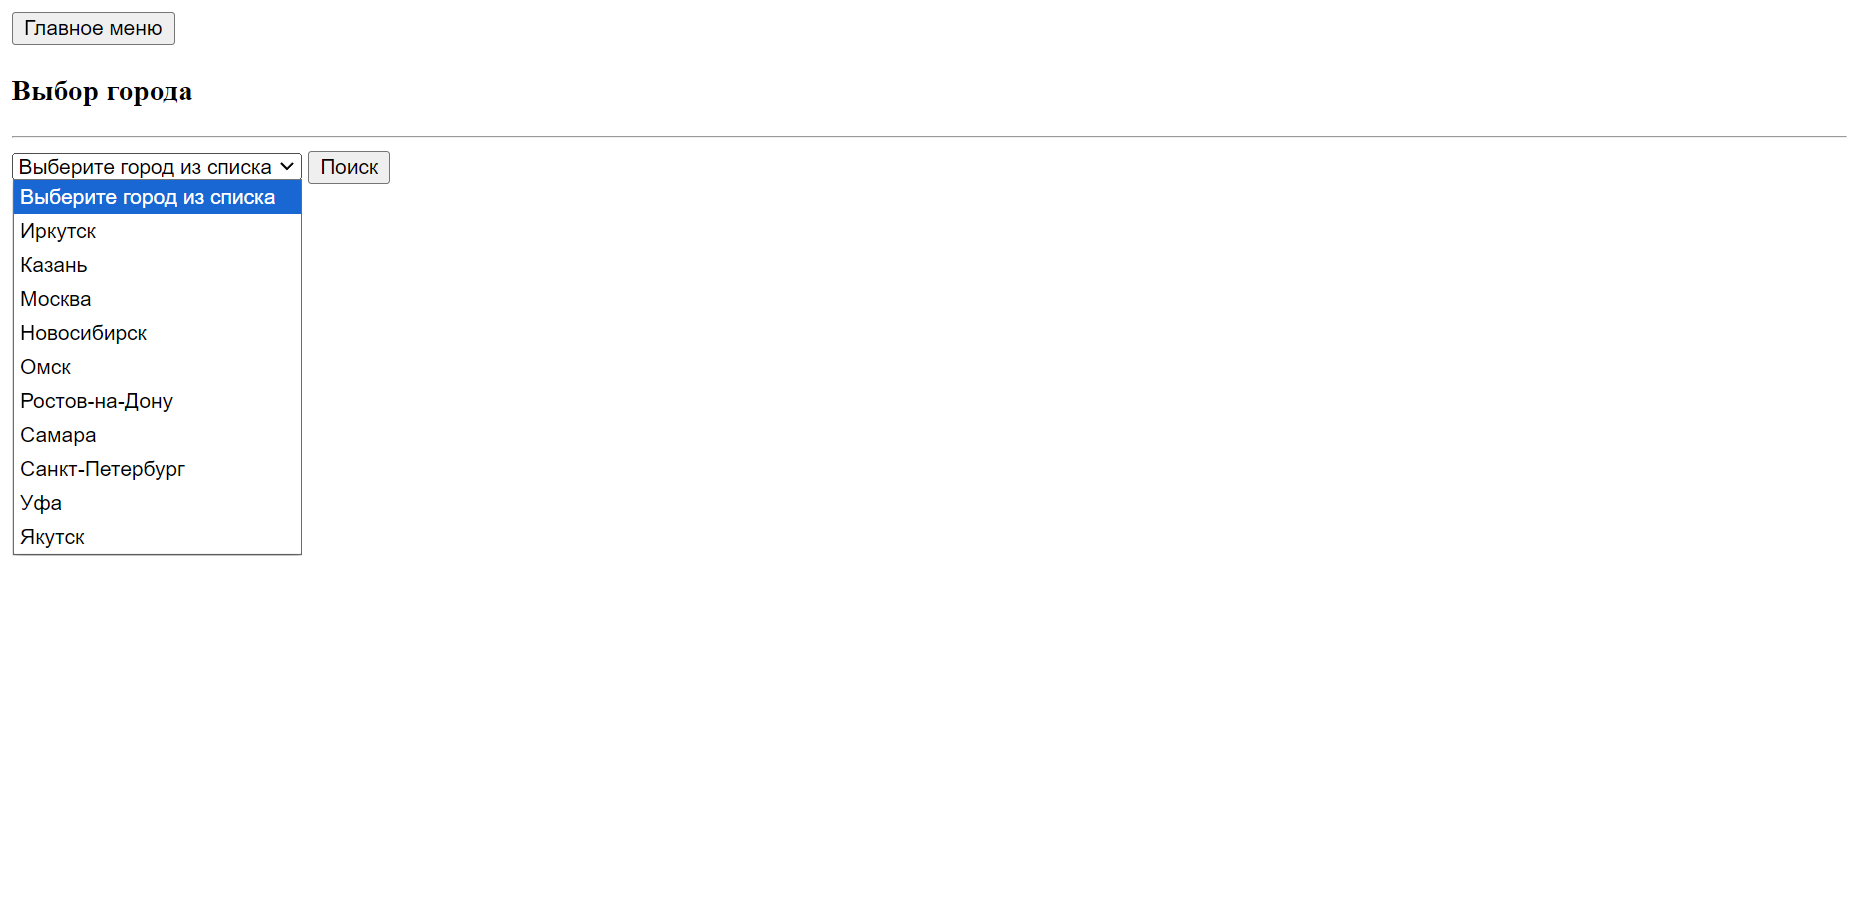 Главное меню
Выбор города
Выберите город из списка Поиск
Выберите город из списка
Иркутск
Казань
Москва
Новосибирск
Омск
Ростов-на-Дону
Самара
Санкт-Петербург
Уфа
Якутск